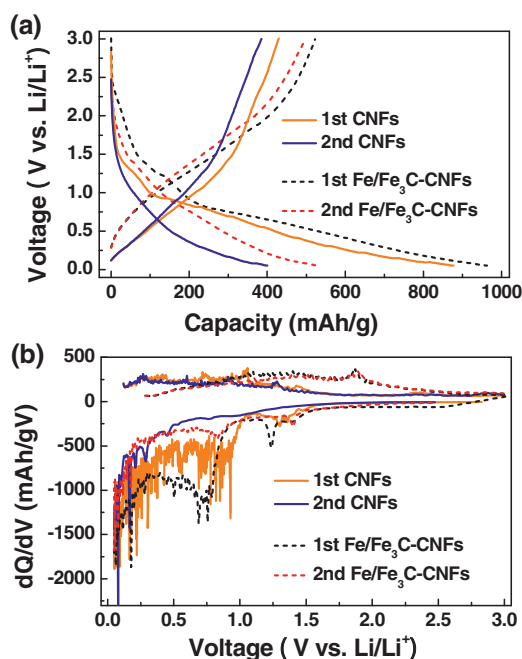 (a)
3.0
2.5
2.0
1.5
1.0
0.5
0.0
Voltage ( V vs. Li/Li⁺)
1st CNFs
2nd CNFs
1st Fe/Fe₃C-CNFs
2nd Fe/Fe₃C-CNFs
0 200 400 600 800 1000
Capacity (mAh/g)
(b)
500
250
0
-500
-1000
-1500
-2000
dQ/dV (mAh/gV)
1st CNFs
2nd CNFs
1st Fe/Fe₃C-CNFs
2nd Fe/Fe₃C-CNFs
0.0 0.5 1.0 1.5 2.0 2.5 3.0
Voltage ( V vs. Li/Li⁺)